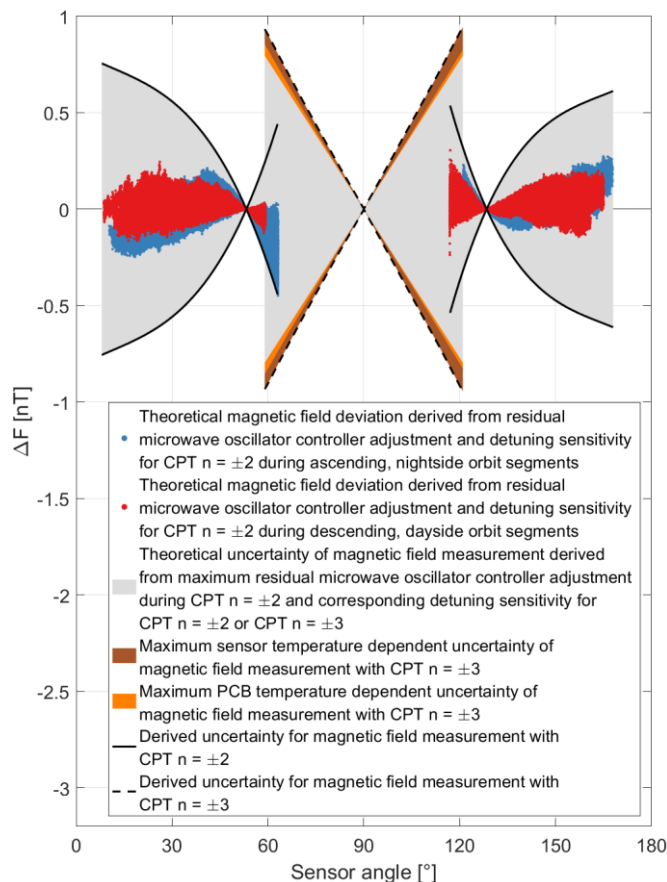 1
0.5
0
-0.5
-1
-1.5
-2
-2.5
-3
ΔF [nT]
Theoretical magnetic field deviation derived from residual
microwave oscillator controller adjustment and detuning sensitivity
for CPT n = ±2 during ascending, nightside orbit segments
Theoretical magnetic field deviation derived from residual
microwave oscillator controller adjustment and detuning sensitivity
for CPT n = ±2 during descending, dayside orbit segments
Theoretical uncertainty of magnetic field measurement derived
from maximum residual microwave oscillator controller adjustment
during CPT n = ±2 and corresponding detuning sensitivity for
CPT n = ±2 or CPT n = ±3
Maximum sensor temperature dependent uncertainty of
magnetic field measurement with CPT n = ±3
Maximum PCB temperature dependent uncertainty of
magnetic field measurement with CPT n = ±3
Derived uncertainty for magnetic field measurement with
CPT n = ±2
Derived uncertainty for magnetic field measurement with
CPT n = ±3
0 30 60 90 120 150 180
Sensor angle [°]